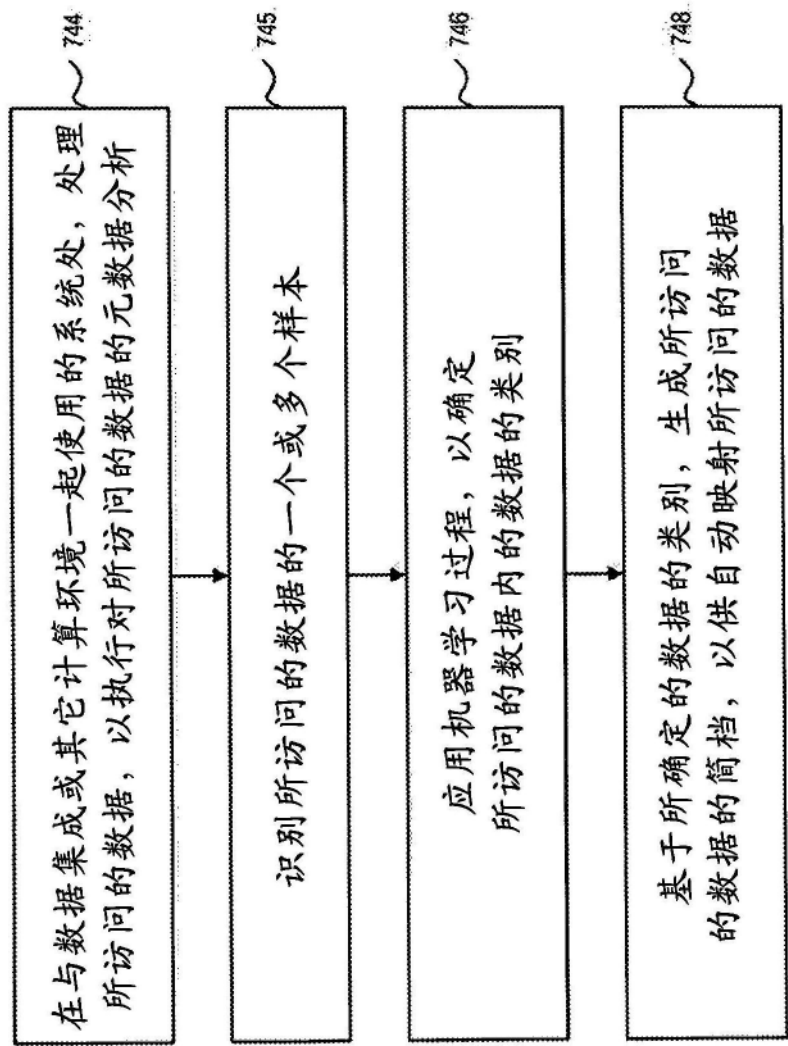 在与数据集成或其它计算环境一起使用的系统处，处理
所访问的数据，以执行对所访问的数据的元数据分析
744
识别所访问的数据的一个或多个样本
745
应用机器学习过程，以确定
所访问的数据内的数据的类别
746
基于所确定的数据的类别，生成所访问
的数据的简档，以供自动映射所访问的数据
748